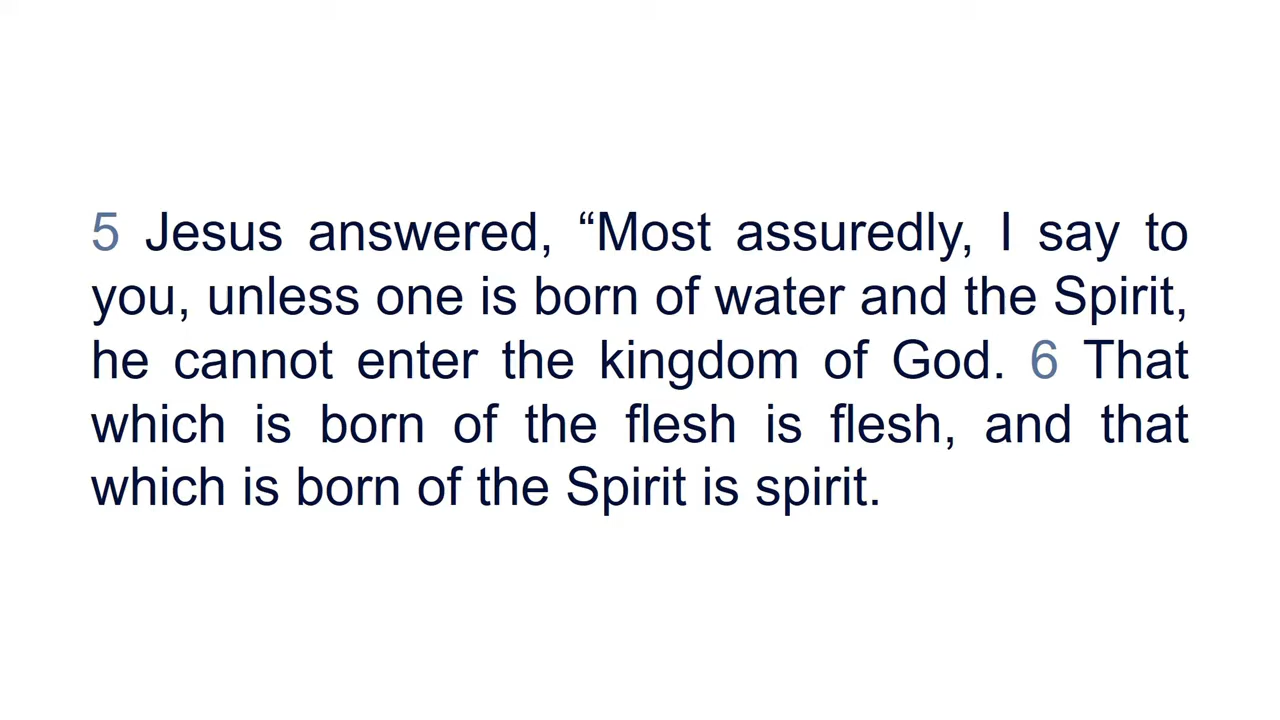 5 Jesus answered, “Most assuredly, I say to
you, unless one is born of water and the Spirit,
he cannot enter the kingdom of God. 6 That
which is born of the flesh is flesh, and that
which is born of the Spirit is spirit.